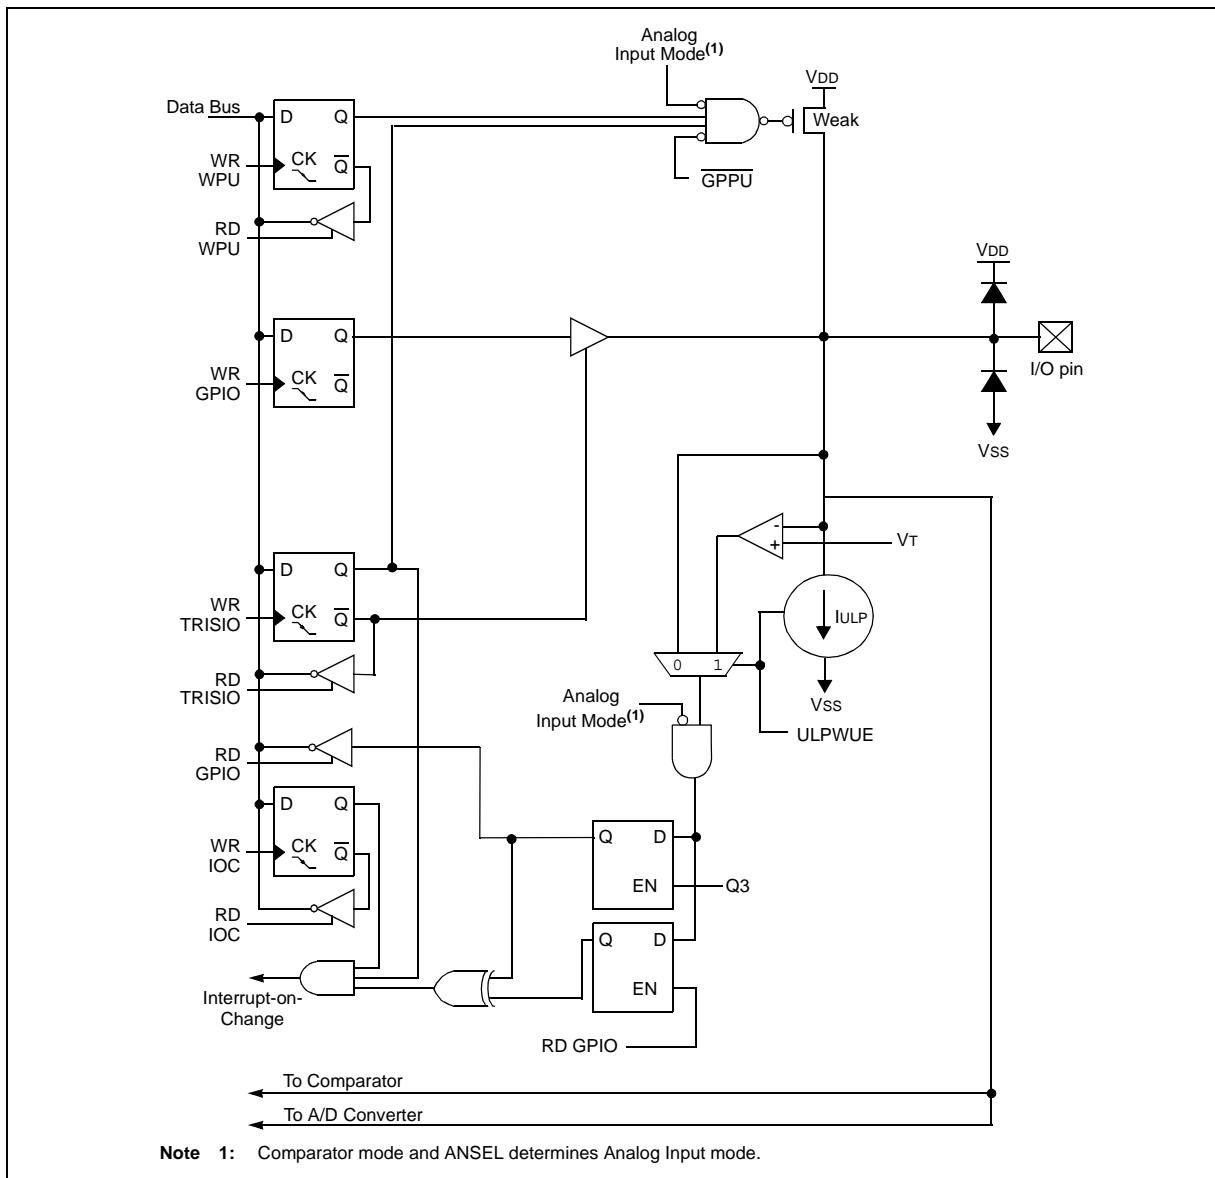 Analog
Input Mode(1)
VDD
Data Bus
D Q
Weak
WR
WPU
CK Q
GPPU
RD
WPU
VDD
D Q
I/O pin
WR
GPIO
CK Q
VSS
-
+
VT
D Q
WR
TRISIO
CK Q
IULP
0 1
RD
TRISIO
VSS
Analog
Input Mode(1)
ULPWUE
RD
GPIO
D Q
Q D
WR
IOC
CK Q
EN
Q3
RD
IOC
Q D
EN
Interrupt-on-
Change
RD GPIO
To Comparator
To A/D Converter
Note 1: Comparator mode and ANSEL determines Analog Input mode.